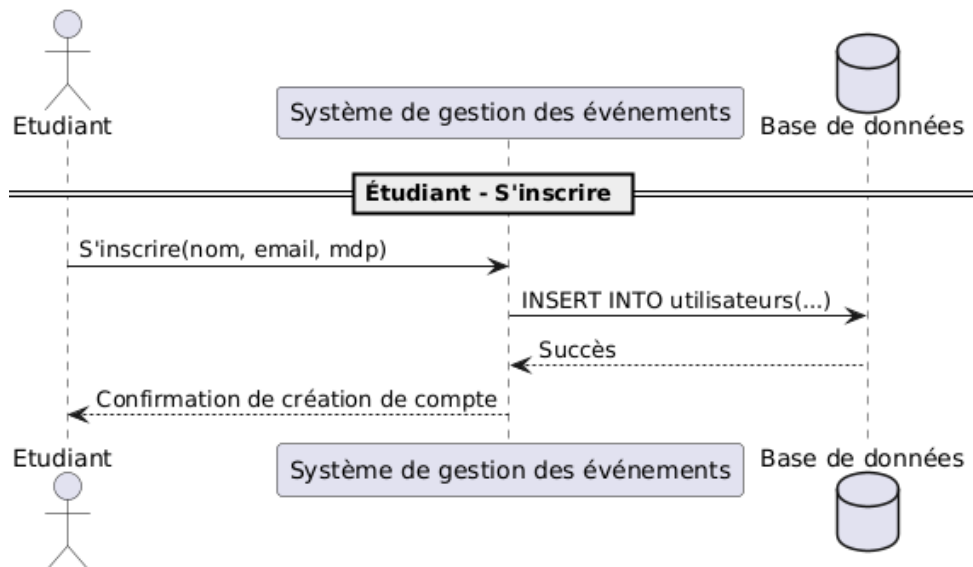 Etudiant
Système de gestion des événements
Base de données
Étudiant - S'inscrire
S'inscrire(nom, email, mdp)
INSERT INTO utilisateurs(...)
Succès
Confirmation de création de compte
Etudiant
Système de gestion des événements
Base de données